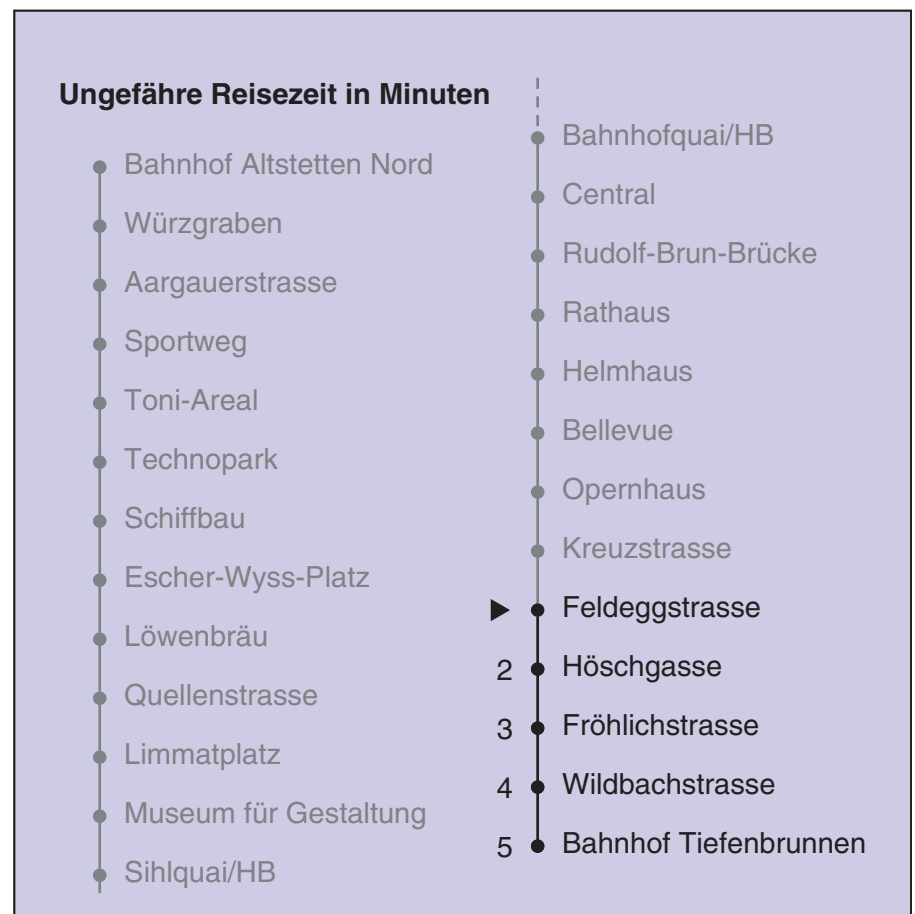 Ungefähre Reisezeit in Minuten
Bahnhof Altstetten Nord
Würzgraben
Aargauerstrasse
Sportweg
Toni-Areal
Technopark
Schiffbau
Escher-Wyss-Platz
Löwenbräu
Quellenstrasse
Limmatplatz
Museum für Gestaltung
Sihlquai/HB
Bahnhofquai/HB
Central
Rudolf-Brun-Brücke
Rathaus
Helmhaus
Bellevue
Opernhaus
Kreuzstrasse
Feldeggstrasse
2 Höschgasse
3 Fröhlichstrasse
4 Wildbachstrasse
5 Bahnhof Tiefenbrunnen